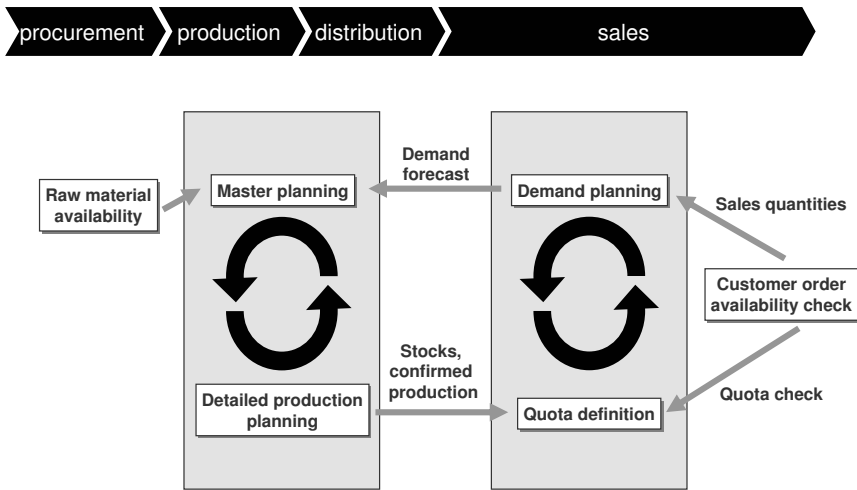 procurement
production
distribution
sales
Demand
forecast
Raw material
availability
Master planning
Demand planning
Sales quantities
Customer order
availability check
Stocks,
confirmed
production
Detailed production
planning
Quota definition
Quota check